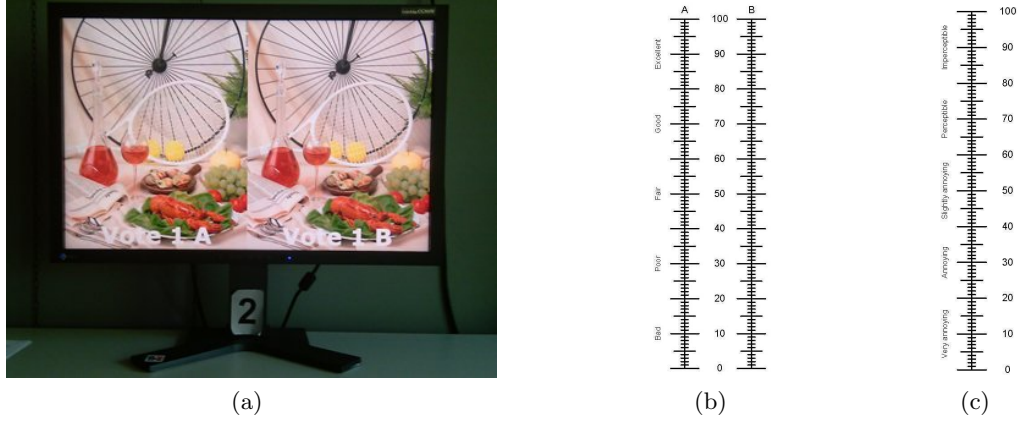 Vote 1 A Vote 1 B
2
(a)
A B
100
90
80
70
60
50
40
30
20
10
0
Excellent
Good
Fair
Poor
Bad
(b)
100
90
80
70
60
50
40
30
20
10
0
Imperceptible
Perceptible
Slightly annoying
Annoying
Very annoying
(c)